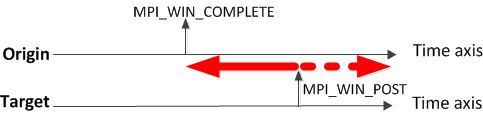 MPI_WIN_COMPLETE
Origin
Time axis
MPI_WIN_POST
Target
Time axis